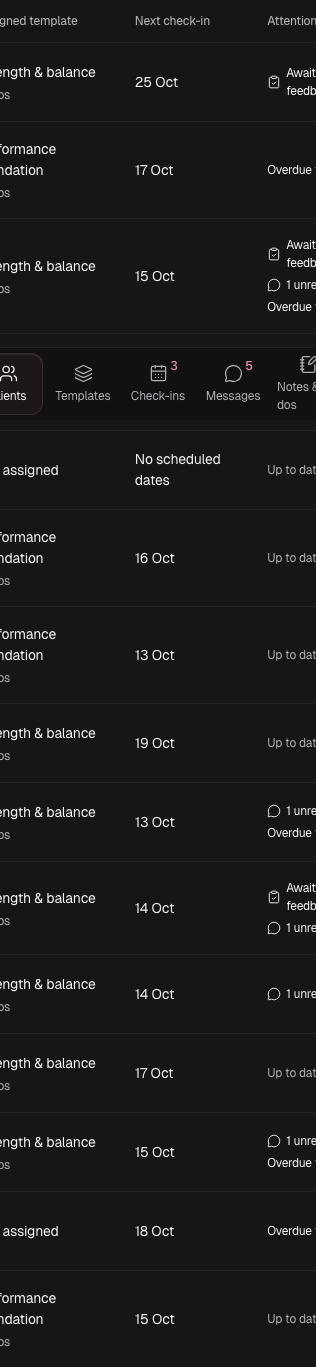 gned template Next check-in Attention
ength & balance
os
25 Oct
Await
feedb
formance
ndation
os
17 Oct
Overdue
ength & balance
os
15 Oct
Await
feedb
1 unre
Overdue
ients Templates Check-ins 3 Messages 5 Notes &
dos
assigned
No scheduled
dates
Up to dat
formance
ndation
os
16 Oct
Up to dat
formance
ndation
os
13 Oct
Up to dat
ength & balance
os
19 Oct
Up to dat
ength & balance
os
13 Oct
1 unre
Overdue
ength & balance
os
14 Oct
Await
feedb
1 unre
ength & balance
os
14 Oct
1 unre
ength & balance
os
17 Oct
Up to dat
ength & balance
os
15 Oct
1 unre
Overdue
assigned
18 Oct
Overdue
formance
ndation
os
15 Oct
Up to dat